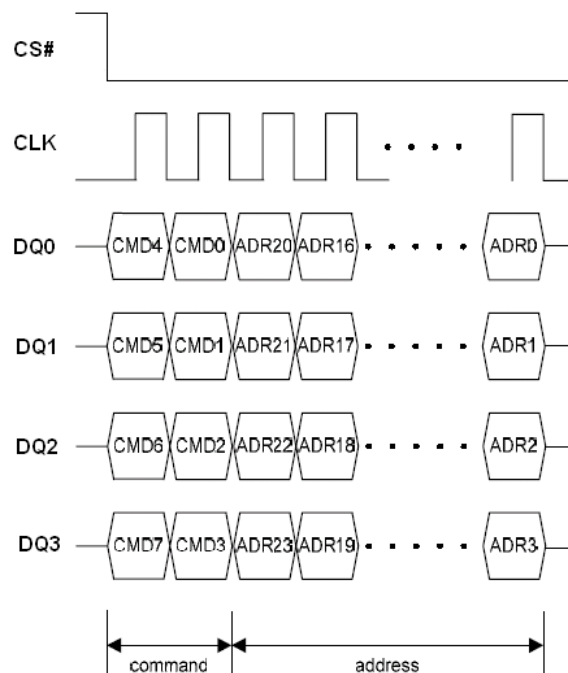 CS#
CLK
DQ0 CMD4 CMD0 ADR20 ADR16 ADR0
DQ1 CMD5 CMD1 ADR21 ADR17 ADR1
DQ2 CMD6 CMD2 ADR22 ADR18 ADR2
DQ3 CMD7 CMD3 ADR23 ADR19 ADR3
command address